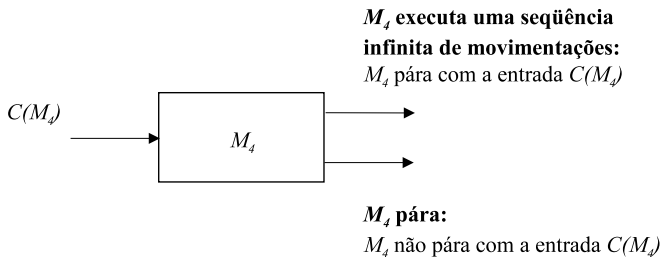 M₄ executa uma seqüência
infinita de movimentações:
M₄ pára com a entrada C(M₄)
C(M₄)
M₄
M₄ pára:
M₄ não pára com a entrada C(M₄)